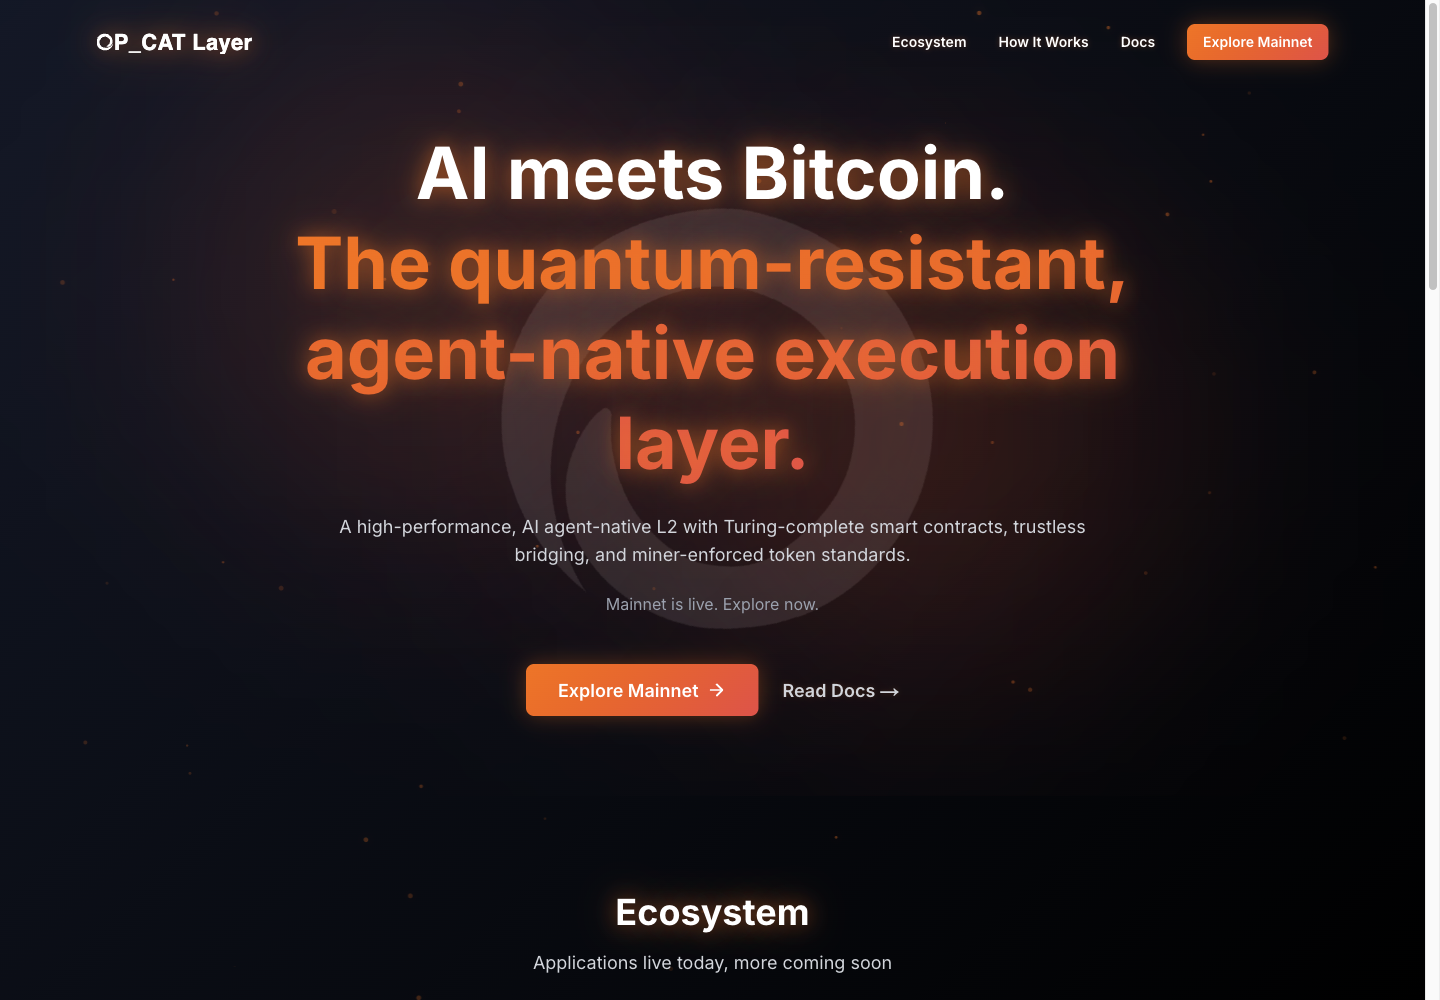 OP_CAT Layer
Ecosystem
How It Works
Docs
Explore Mainnet
AI meets Bitcoin.
The quantum-resistant,
agent-native execution
layer.
A high-performance, AI agent-native L2 with Turing-complete smart contracts, trustless
bridging, and miner-enforced token standards.
Mainnet is live. Explore now.
Explore Mainnet →
Read Docs →
Ecosystem
Applications live today, more coming soon